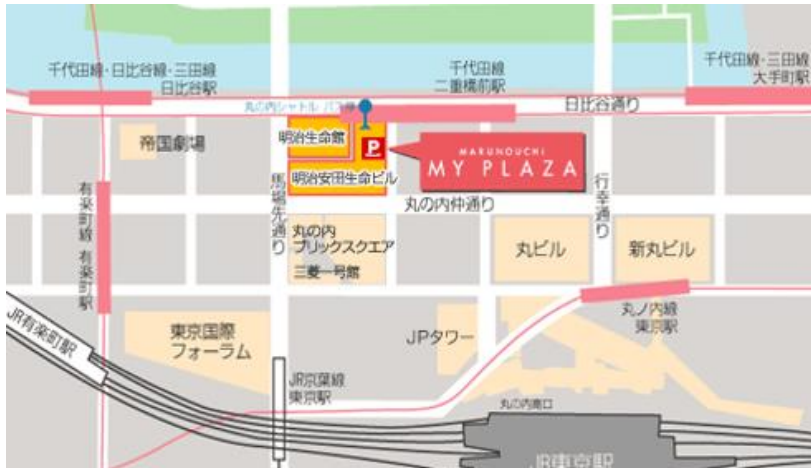 千代田線・日比谷線・三田線
日比谷駅
千代田線
二重橋前駅
千代田線・三田線
大手町駅
丸の内シャトル バス停
日比谷通り
帝国劇場
明治生命館
P
MARUNOUCHI
MY PLAZA
明治安田生命ビル
馬場先通り
行幸通り
有楽町線 有楽町駅
丸の内仲通り
丸の内
ブリックスクエア
三菱一号館
丸ビル
新丸ビル
丸ノ内線
東京駅
JR有楽町駅
東京国際
フォーラム
JPタワー
JR京葉線
東京駅
丸の内南口
JR東京駅